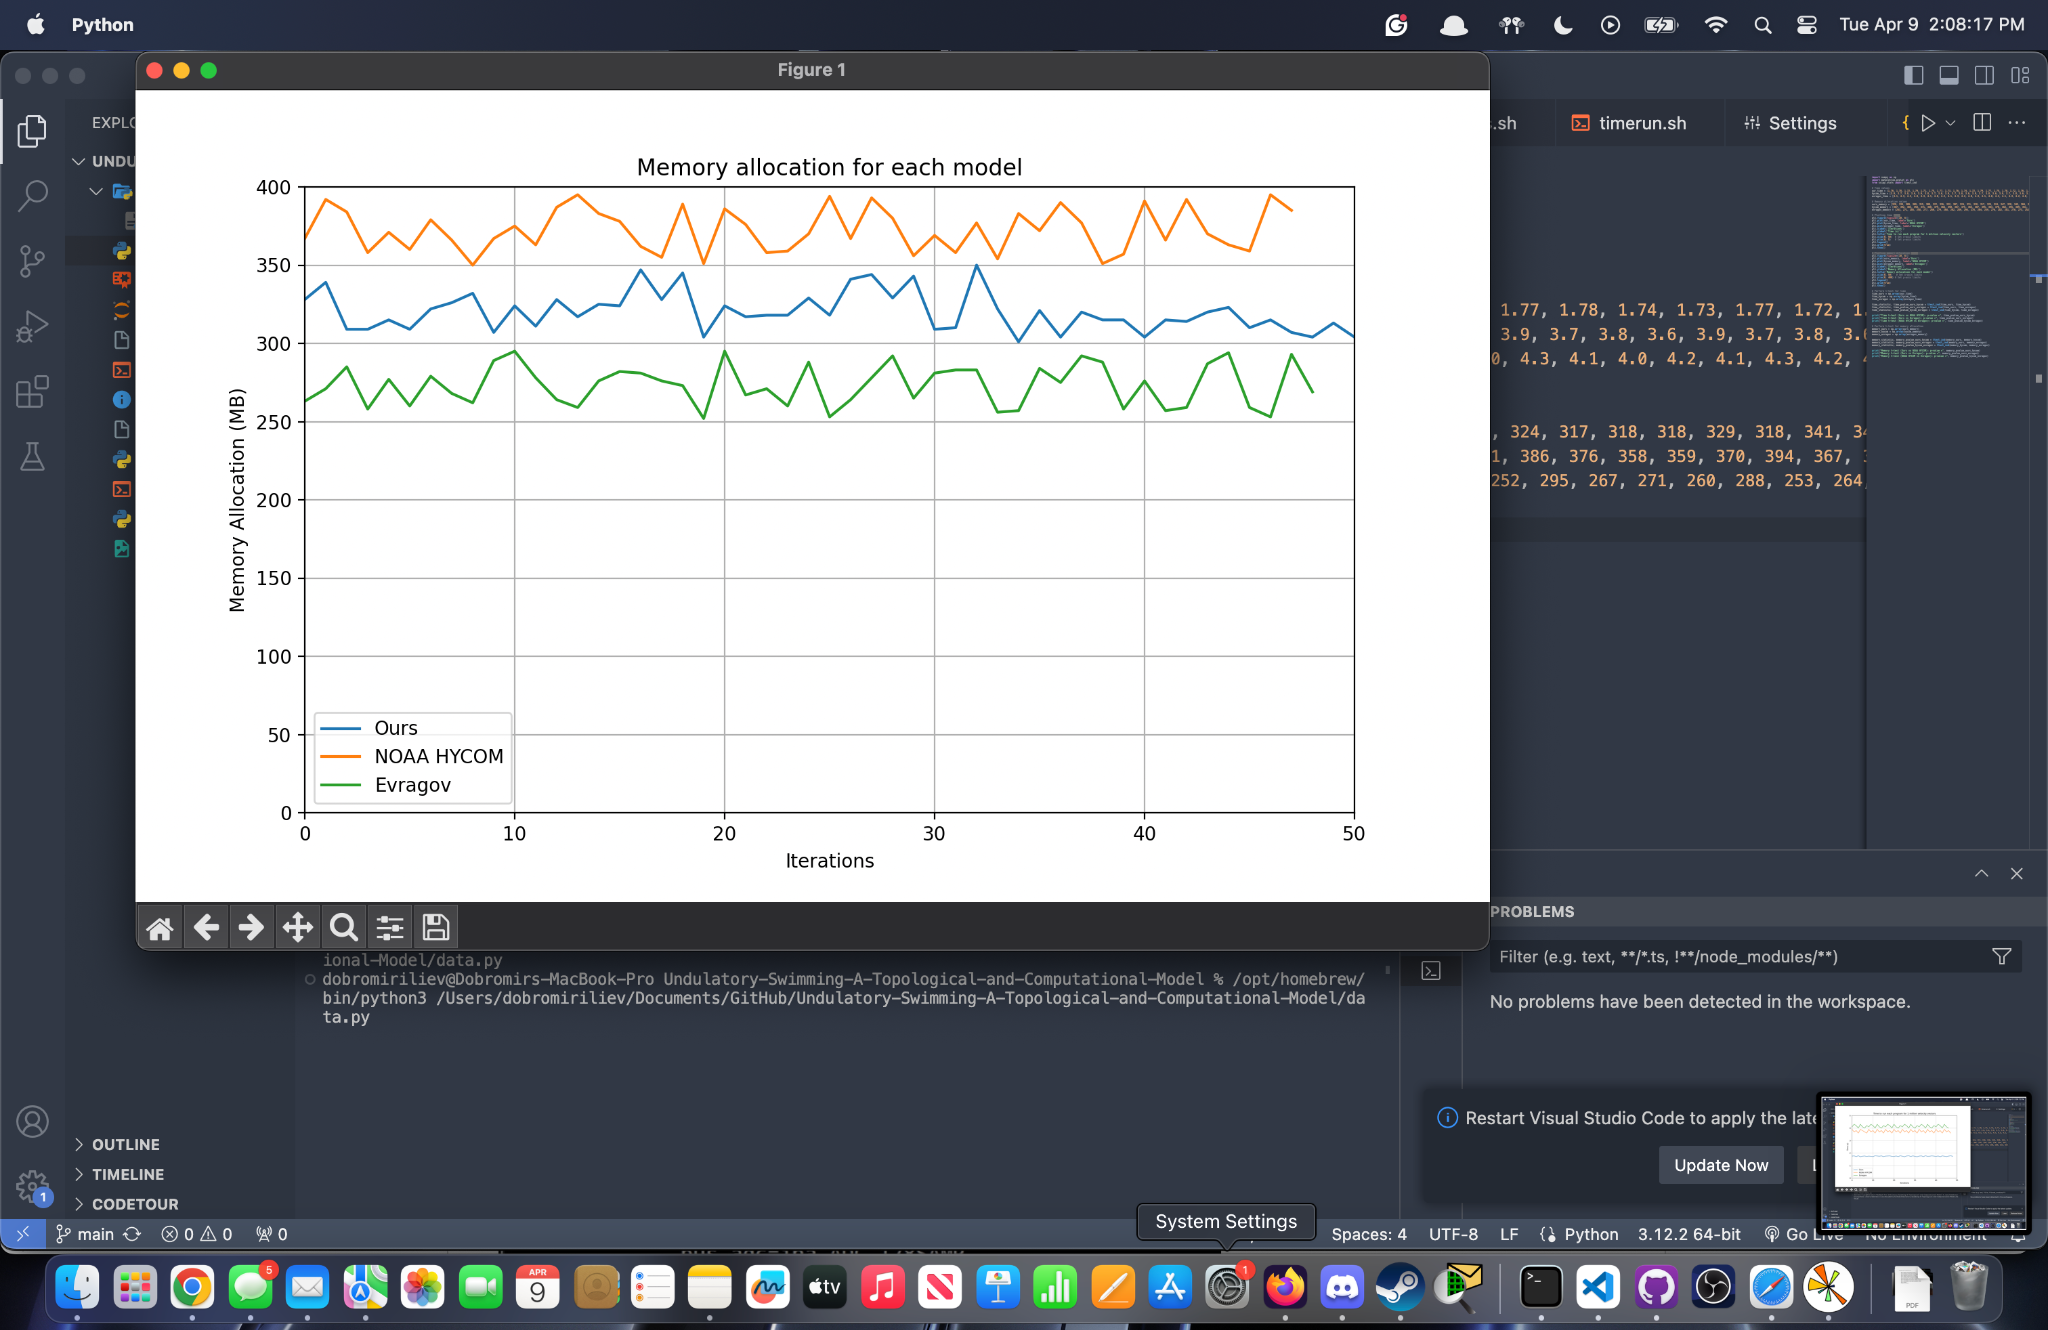 Python
Tue Apr 9 2:08:17 PM
Figure 1
EXPLO
UNDU
.sh
timerun.sh
Settings
Memory allocation for each model
400
350
300
250
200
150
100
50
0
Memory Allocation (MB)
0 10 20 30 40 50
Iterations
Ours
NOAA HYCOM
Evragov
1.77, 1.78, 1.74, 1.73, 1.77, 1.72, 1.
3.9, 3.7, 3.8, 3.6, 3.9, 3.7, 3.8, 3.
0, 4.3, 4.1, 4.0, 4.2, 4.1, 4.3, 4.2,
, 324, 317, 318, 318, 329, 318, 341, 34
1, 386, 376, 358, 359, 370, 394, 367,
252, 295, 267, 271, 260, 288, 253, 264,
ional-Model/data.py
dobromiriliev@Dobromirs-MacBook-Pro Undulatory-Swimming-A-Topological-and-Computational-Model % /opt/homebrew/
bin/python3 /Users/dobromiriliev/Documents/GitHub/Undulatory-Swimming-A-Topological-and-Computational-Model/da
ta.py
PROBLEMS
Filter (e.g. text, **/*.ts, !**/node_modules/**)
No problems have been detected in the workspace.
Restart Visual Studio Code to apply the late
Update Now
OUTLINE
TIMELINE
CODETOUR
1
System Settings
main
0 0
0
Spaces: 4
UTF-8
LF
Python
3.12.2 64-bit
Go Live
No Environment
5
APR
9
tv
1
PDF